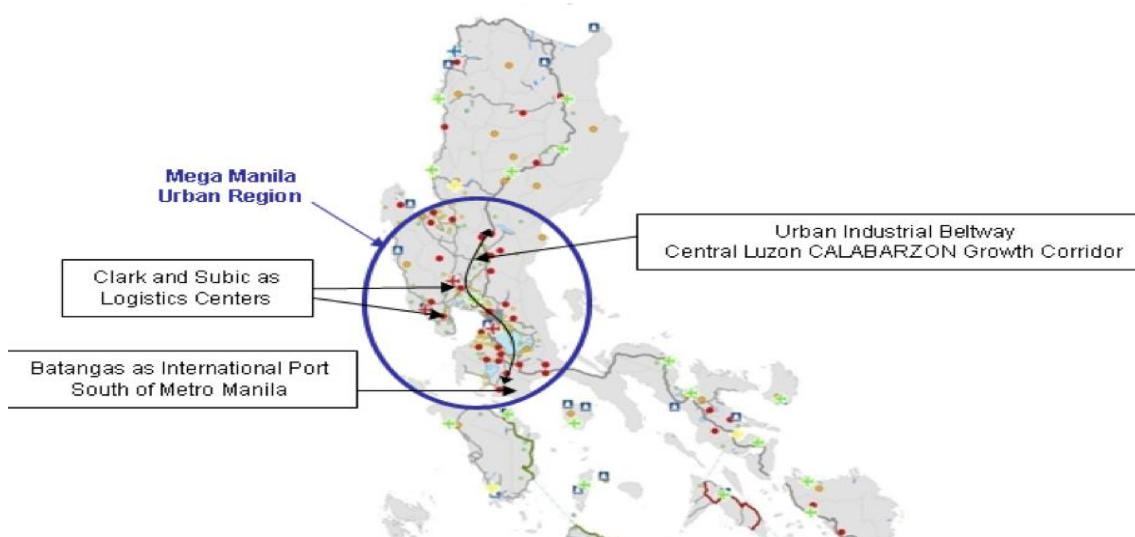 Mega Manila
Urban Region
Urban Industrial Beltway
Central Luzon CALABARZON Growth Corridor
Clark and Subic as
Logistics Centers
Batangas as International Port
South of Metro Manila